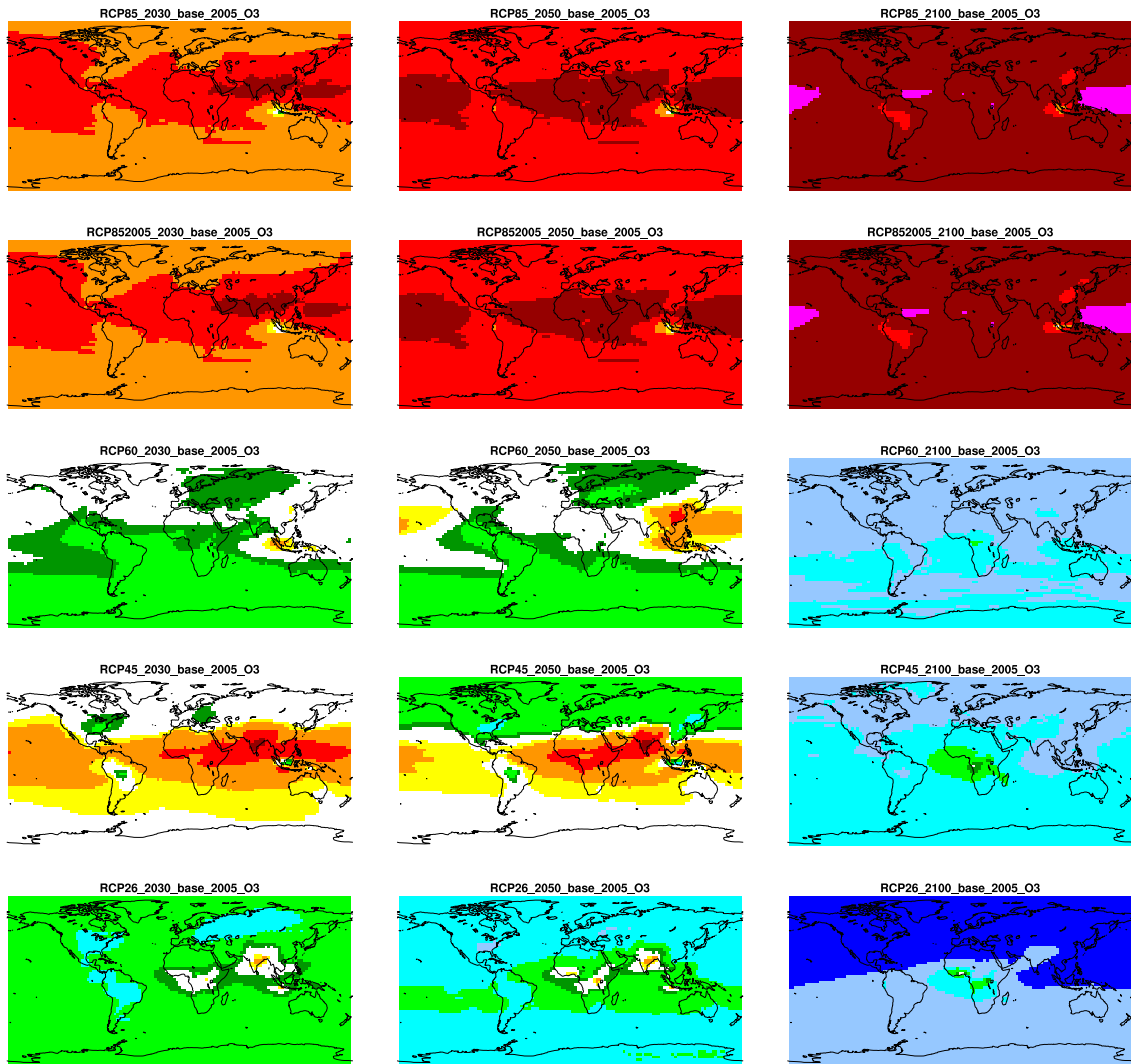 RCP85_2030_base_2005_O3
RCP85_2050_base_2005_O3
RCP85_2100_base_2005_O3
RCP852005_2030_base_2005_O3
RCP852005_2050_base_2005_O3
RCP852005_2100_base_2005_O3
RCP60_2030_base_2005_O3
RCP60_2050_base_2005_O3
RCP60_2100_base_2005_O3
RCP45_2030_base_2005_O3
RCP45_2050_base_2005_O3
RCP45_2100_base_2005_O3
RCP26_2030_base_2005_O3
RCP26_2050_base_2005_O3
RCP26_2100_base_2005_O3